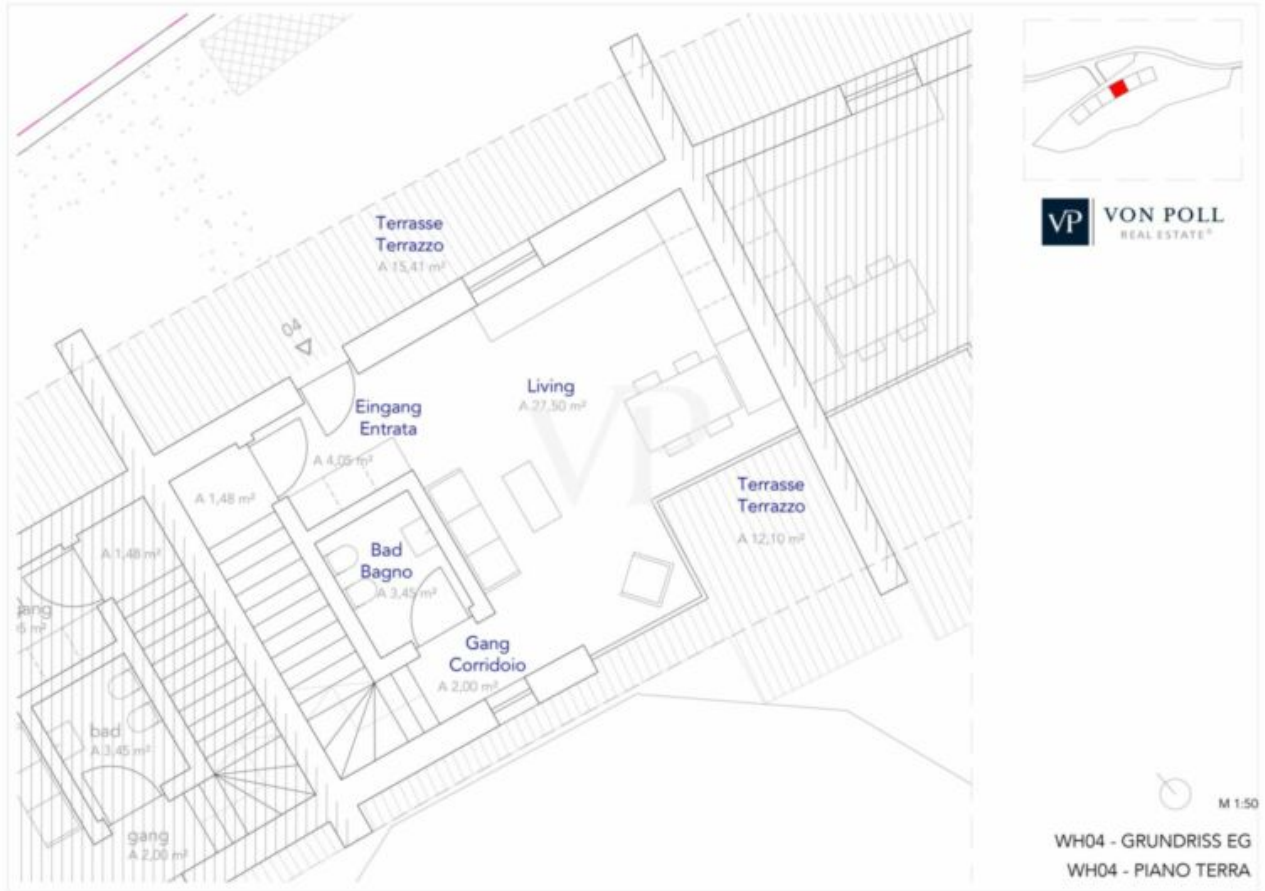 VP VON POLL
REAL ESTATE®
Terrasse
Terrazzo
A 15,41 m²
04
Living
A 27,50 m²
Eingang
Entrata
A 4,05 m²
A 1,48 m²
Terrasse
Terrazzo
A 12,10 m²
Bad
Bagno
A 3,45 m²
A 1,48 m²
Gang
Corridoio
A 2,00 m²
bad
A 3,45 m²
gang
A 2,00 m²
VP
M 1:50
WH04 - GRUNDRISS EG
WH04 - PIANO TERRA